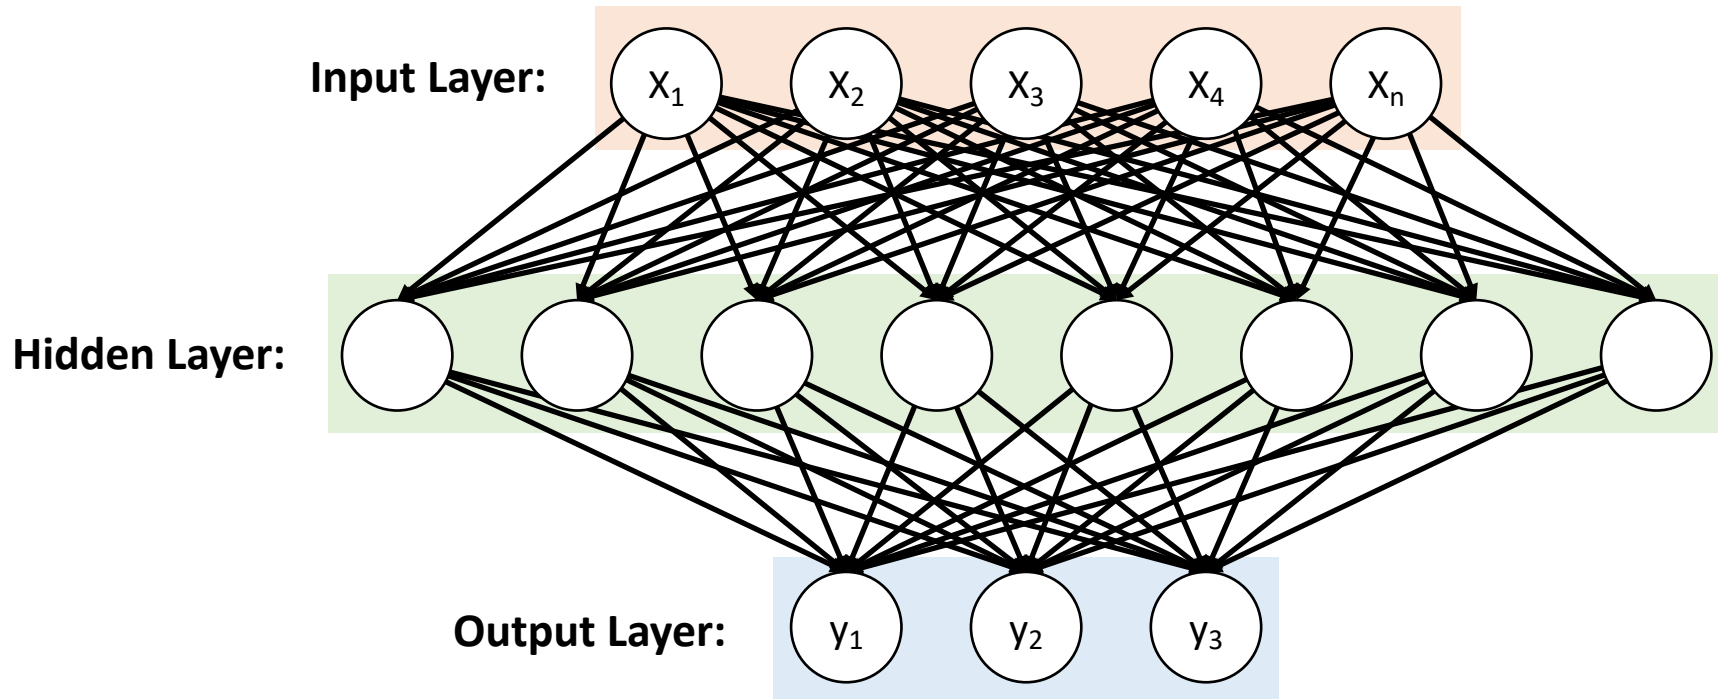 Input Layer: X₁ X₂ X₃ X₄ Xₙ
Hidden Layer:
Output Layer: y₁ y₂ y₃